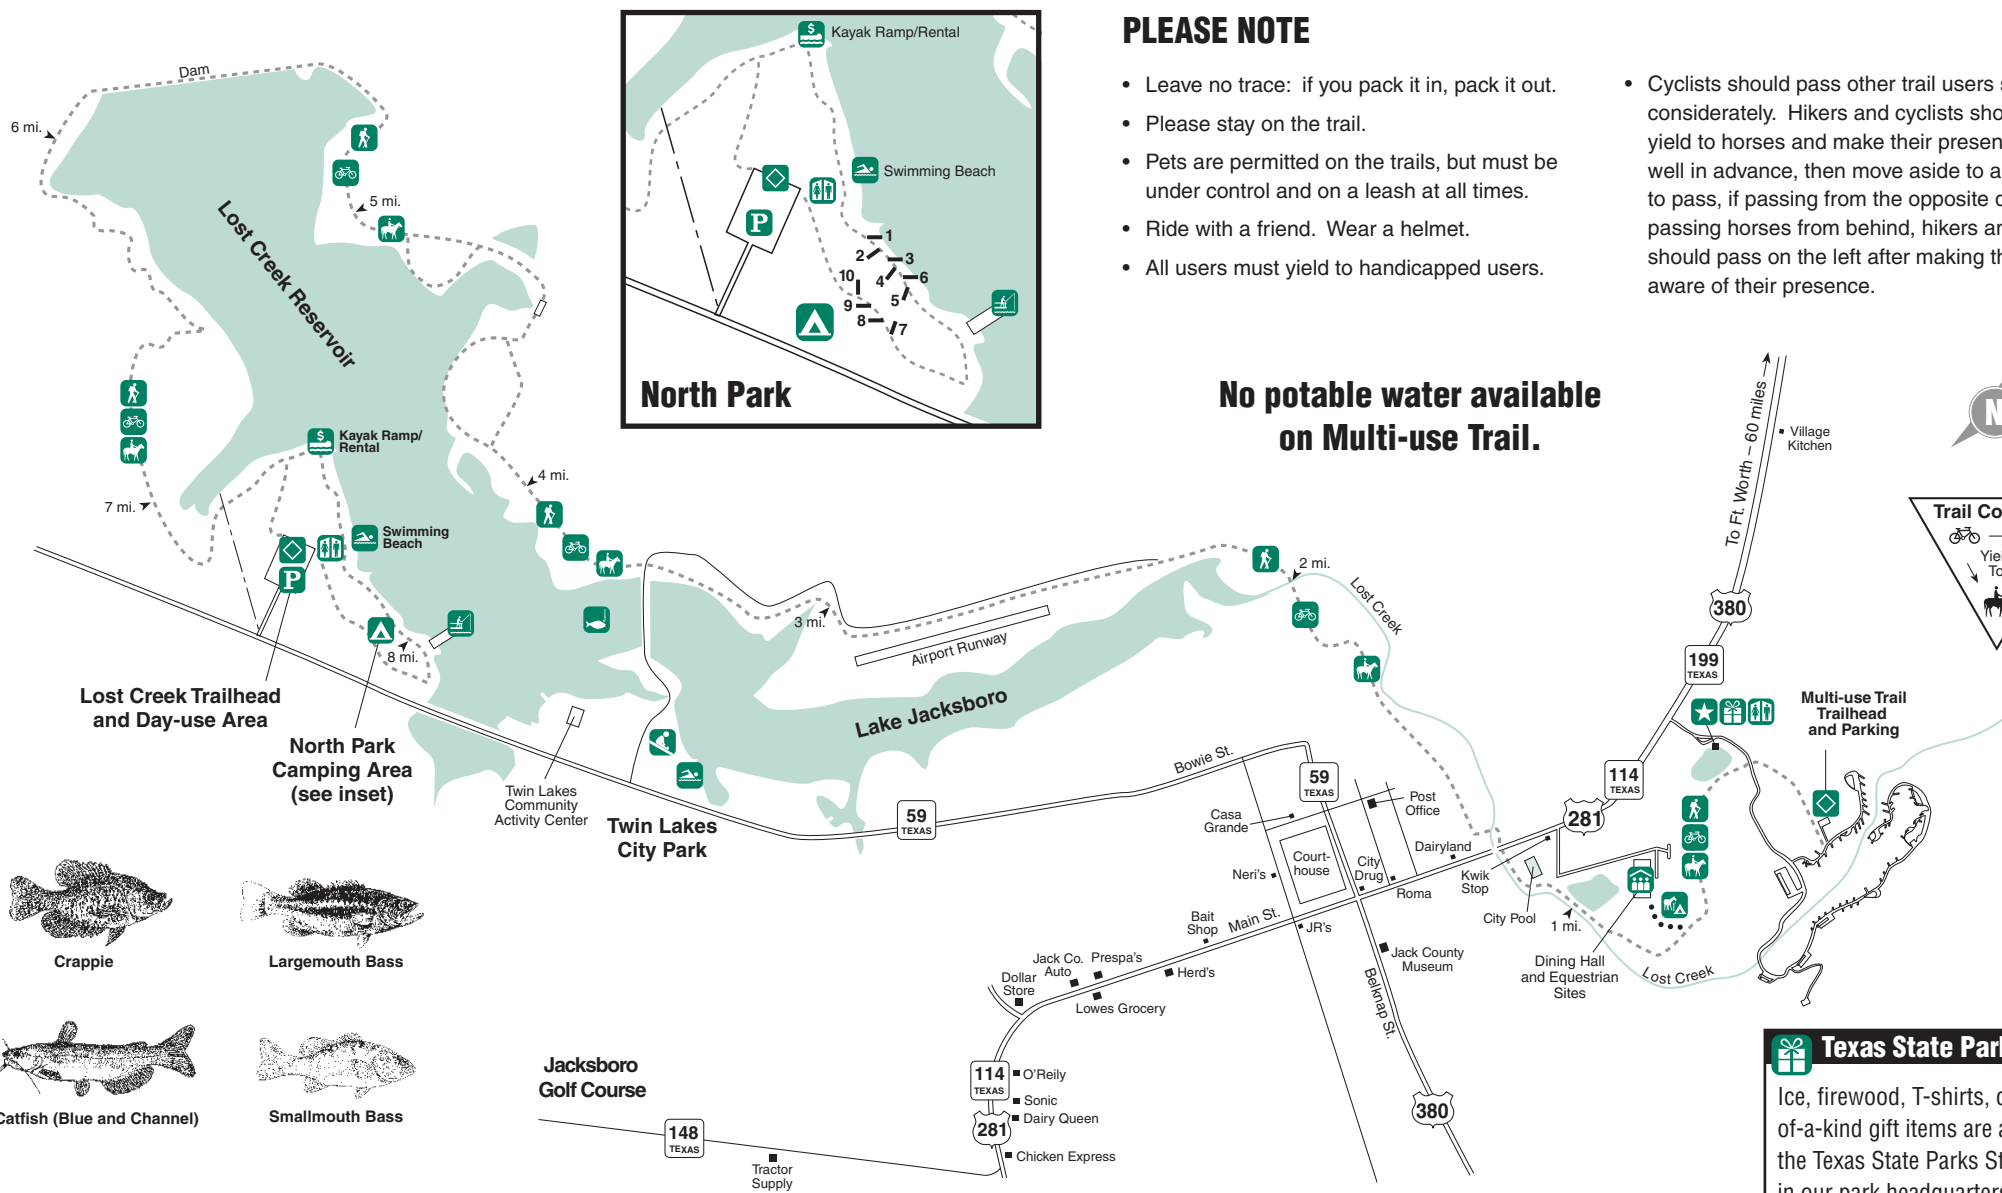 PLEASE NOTE
• Leave no trace: if you pack it in, pack it out.
• Please stay on the trail.
• Pets are permitted on the trails, but must be
under control and on a leash at all times.
• Ride with a friend. Wear a helmet.
• All users must yield to handicapped users.
• Cyclists should pass other trail users
considerately. Hikers and cyclists
yield to horses and make their
well in advance, then move aside to
to pass, if passing from the opposite
passing horses from behind, hikers
should pass on the left after making
aware of their presence.
No potable water available
on Multi-use Trail.
Kayak Ramp/Rental
Swimming Beach
$
P
1
2
3
4
5
6
7
8
9
10
North Park
Dam
6 mi.
5 mi.
Lost Creek Reservoir
$
Kayak Ramp/
Rental
4 mi.
7 mi.
Swimming
Beach
P
8 mi.
Lost Creek Trailhead
and Day-use Area
North Park
Camping Area
(see inset)
Twin Lakes
Community
Activity Center
Twin Lakes
City Park
3 mi.
Airport Runway
Lake Jacksboro
2 mi.
Lost Creek
To Ft. Worth – 60 miles
Village
Kitchen
N
Trail
380
199
TEXAS
Multi-use Trail
Trailhead
and Parking
114
TEXAS
281
Bowie St.
59
TEXAS
59
TEXAS
Post
Office
Casa
Grande
Court-
house
Neri's
City
Drug
Dairyland
Roma
Kwik
Stop
City Pool
1 mi.
Dining Hall
and Equestrian
Sites
Lost Creek
Bait
Shop
Main St.
JR's
Jack County
Museum
Belknap St.
Jack Co.
Auto
Prespa's
Herd's
Dollar
Store
Lowes Grocery
Crappie
Largemouth Bass
Catfish (Blue and Channel)
Smallmouth Bass
Jacksboro
Golf Course
148
TEXAS
Tractor
Supply
114
TEXAS
281
O'Reily
Sonic
Dairy Queen
Chicken Express
380
Texas State
Ice, firewood, T-shirts,
of-a-kind gift items are
the Texas State Parks
in our park headquarters